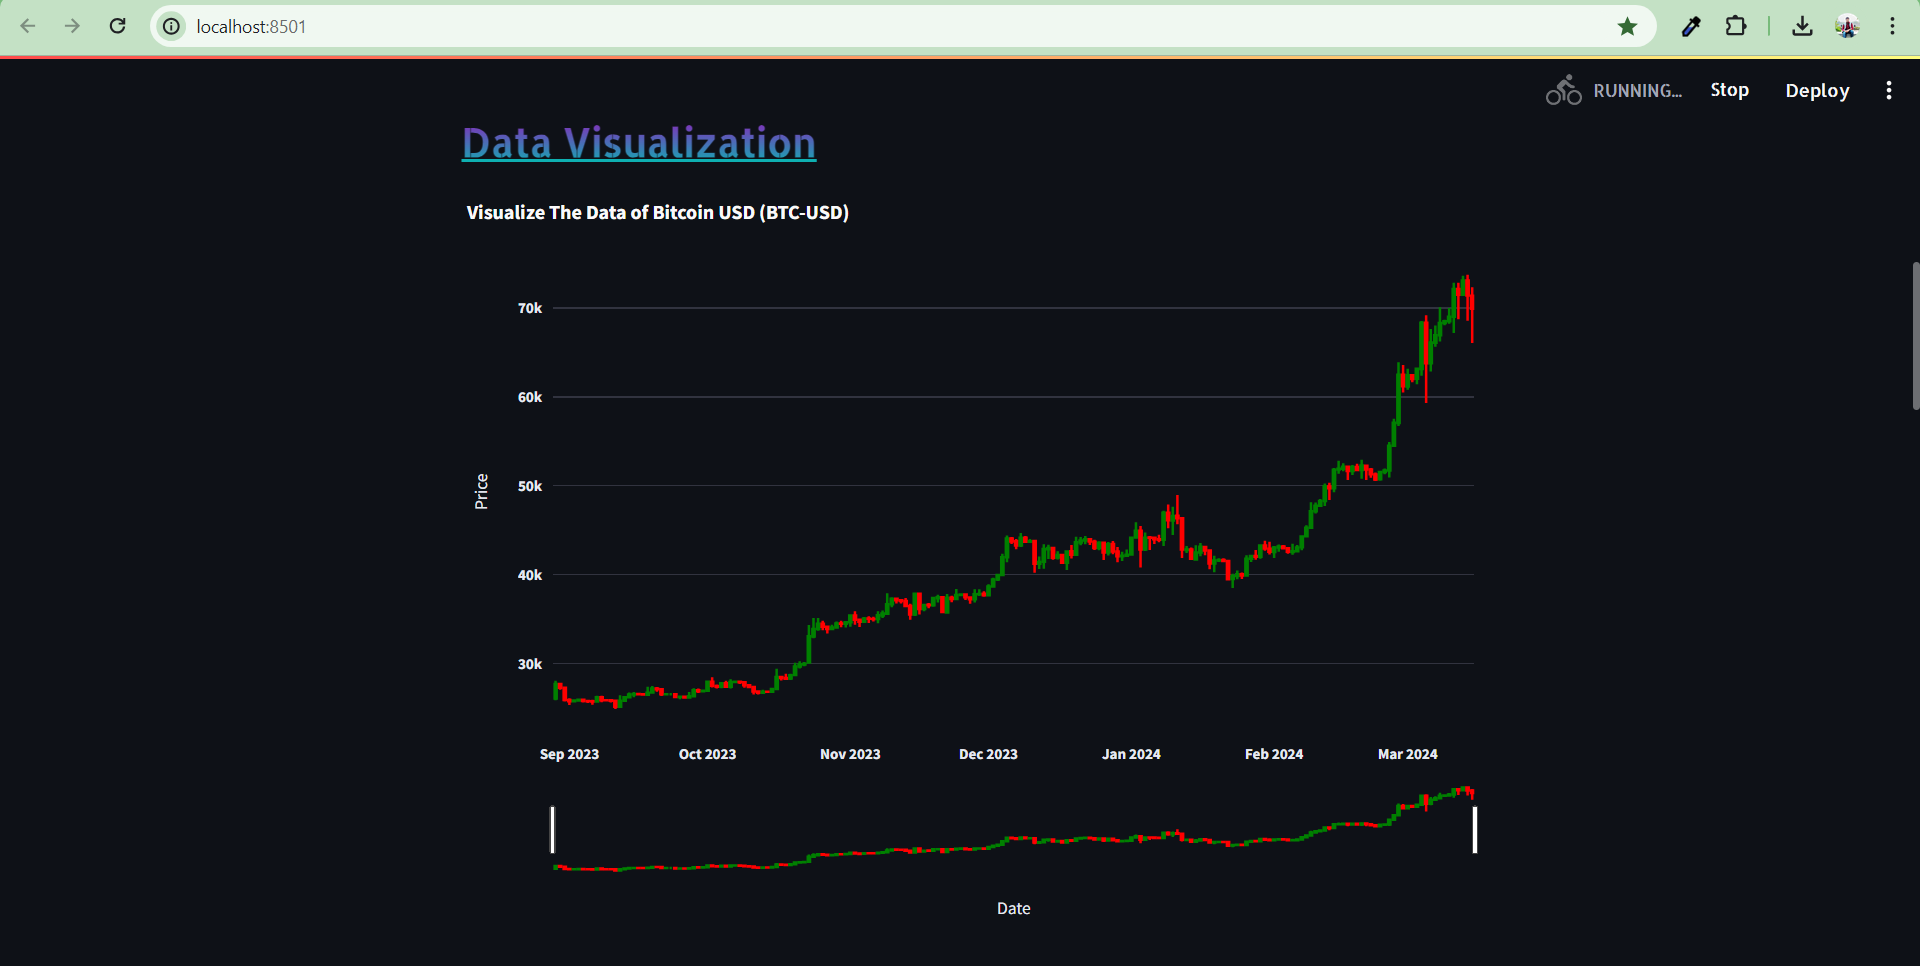 localhost:8501
RUNNING...
Stop
Deploy
Data Visualization
Visualize The Data of Bitcoin USD (BTC-USD)
70k
60k
50k
40k
30k
Price
Sep 2023
Oct 2023
Nov 2023
Dec 2023
Jan 2024
Feb 2024
Mar 2024
Date